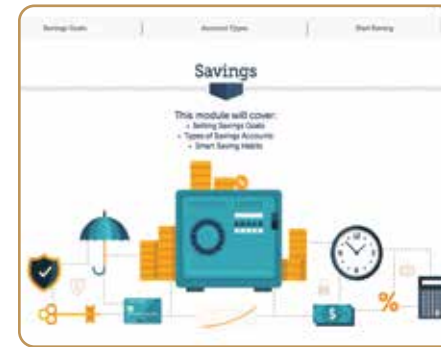 Savings Goals
Account Types
Start Saving
Savings
This module will cover:
• Setting Savings Goals
• Types of Savings Accounts
• Smart Saving Habits
$
%